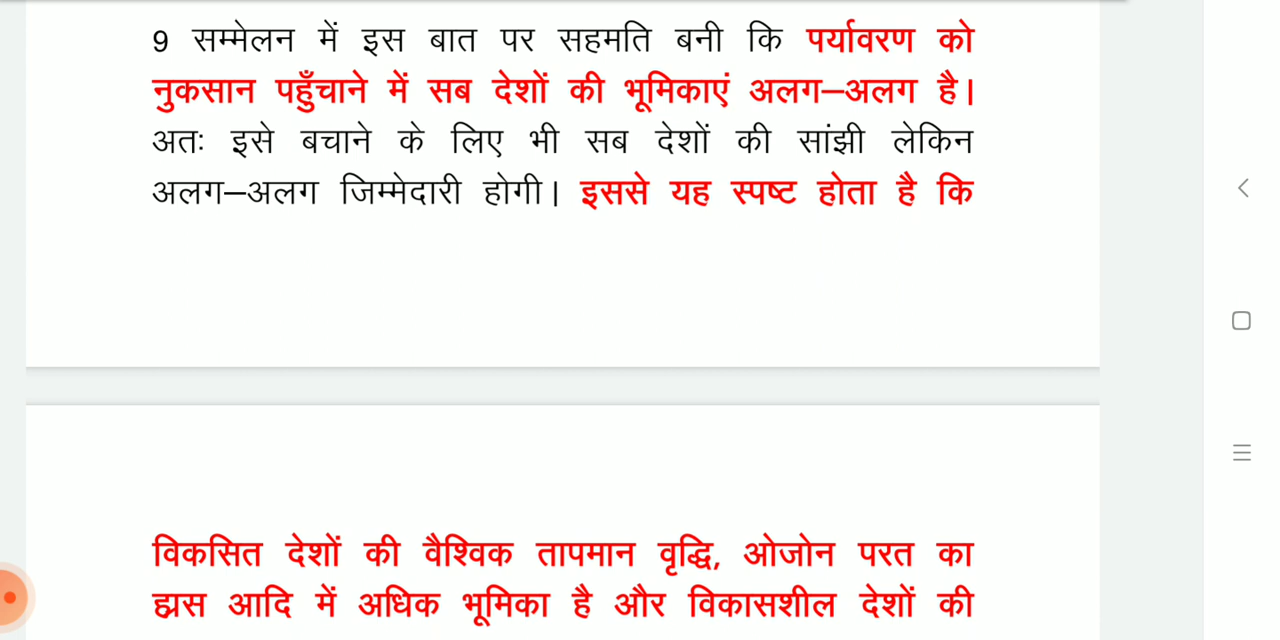 9 सम्मेलन में इस बात पर सहमति बनी कि पर्यावरण को
नुकसान पहुँचाने में सब देशों की भूमिकाएं अलग–अलग है।
अतः इसे बचाने के लिए भी सब देशों की सांझी लेकिन
अलग–अलग जिम्मेदारी होगी। इससे यह स्पष्ट होता है कि
विकसित देशों की वैश्विक तापमान वृद्धि, ओजोन परत का
ह्मस आदि में अधिक भूमिका है और विकासशील देशों की